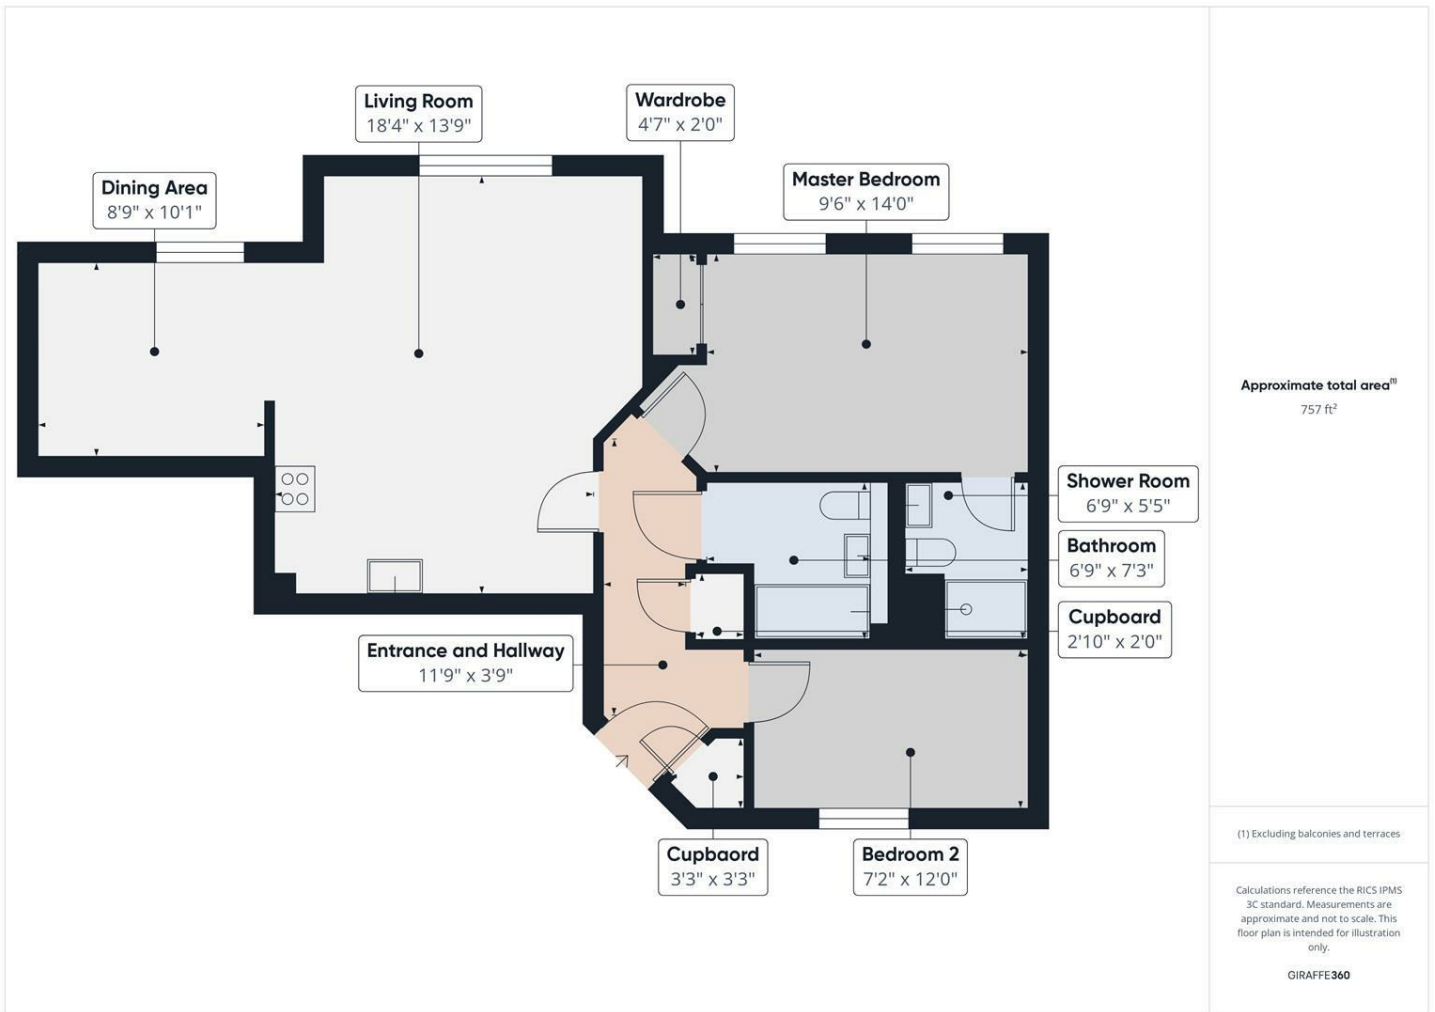 Living Room
18'4" x 13'9"
Wardrobe
4'7" x 2'0"
Dining Area
8'9" x 10'1"
Master Bedroom
9'6" x 14'0"
Shower Room
6'9" x 5'5"
Bathroom
6'9" x 7'3"
Cupboard
2'10" x 2'0"
Entrance and Hallway
11'9" x 3'9"
Cupbaord
3'3" x 3'3"
Bedroom 2
7'2" x 12'0"
Approximate total area(1)
757 ft²
(1) Excluding balconies and terraces
Calculations reference the RICS IPMS
3C standard. Measurements are
approximate and not to scale. This
floor plan is intended for illustration
only.
GIRAFFE360